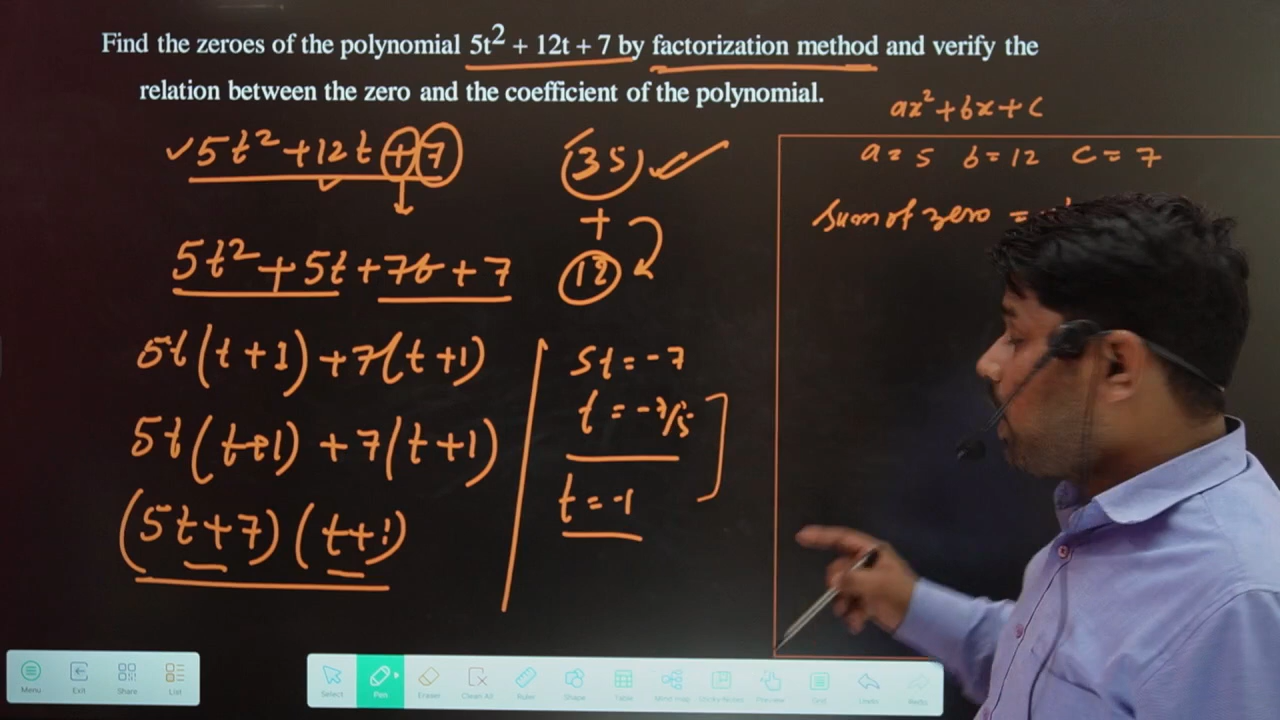 Find the zeroes of the polynomial 5t² + 12t + 7 by factorization method and verify the
relation between the zero and the coefficient of the polynomial.
ax² + bx + c
a = 5 b = 12 c = 7
Sum of zero =
5t² + 12t + 7
35
+
12
5t² + 5t + 7t + 7
5t(t + 1) + 7(t + 1)
5t(t+1) + 7(t + 1)
(5t + 7)(t+1)
5t = -7
t = -7/5
t = -1
Menu Exit Share List
Select Pen Eraser Clean All Ruler Shape Table Mind Map Sticky Notes Preview Undo Redo